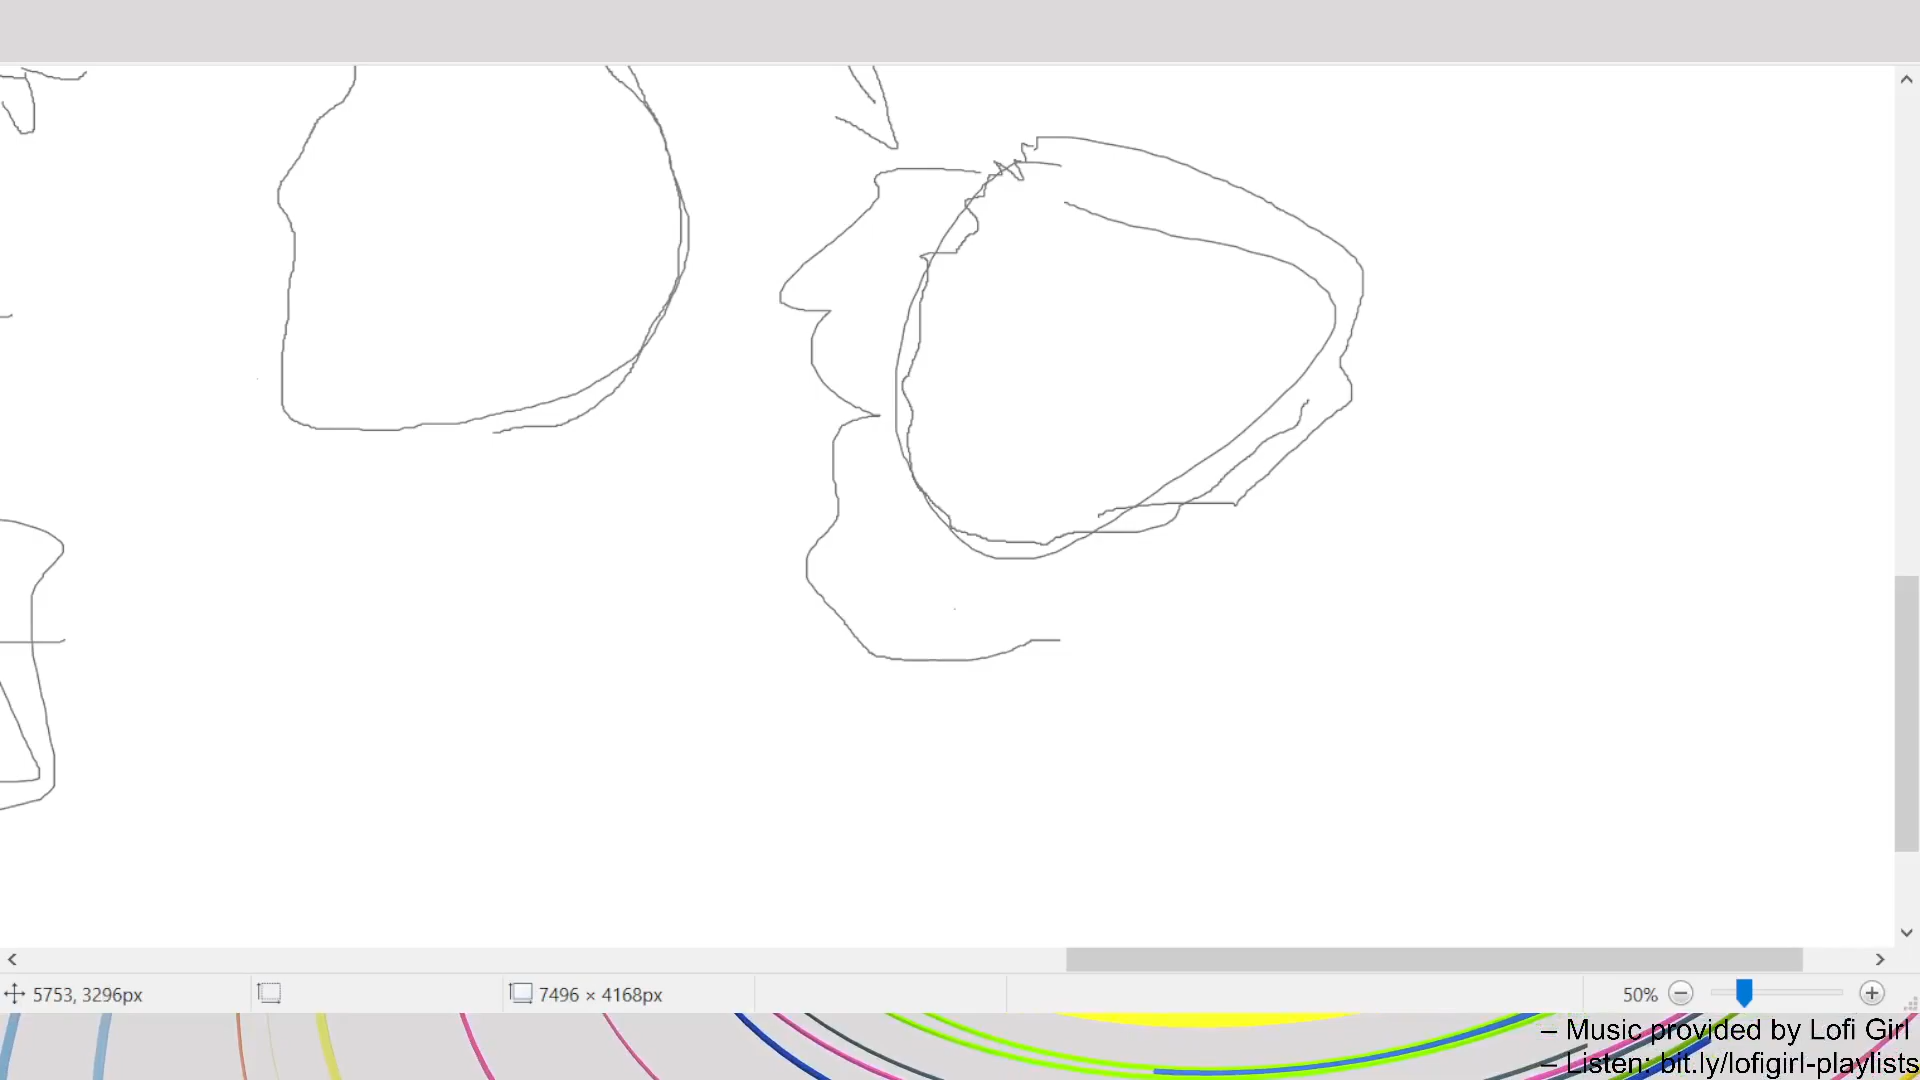 5753, 3296px
7496 × 4168px
50%
– Music provided by Lofi Girl
– Listen: bit.ly/lofigirl-playlists